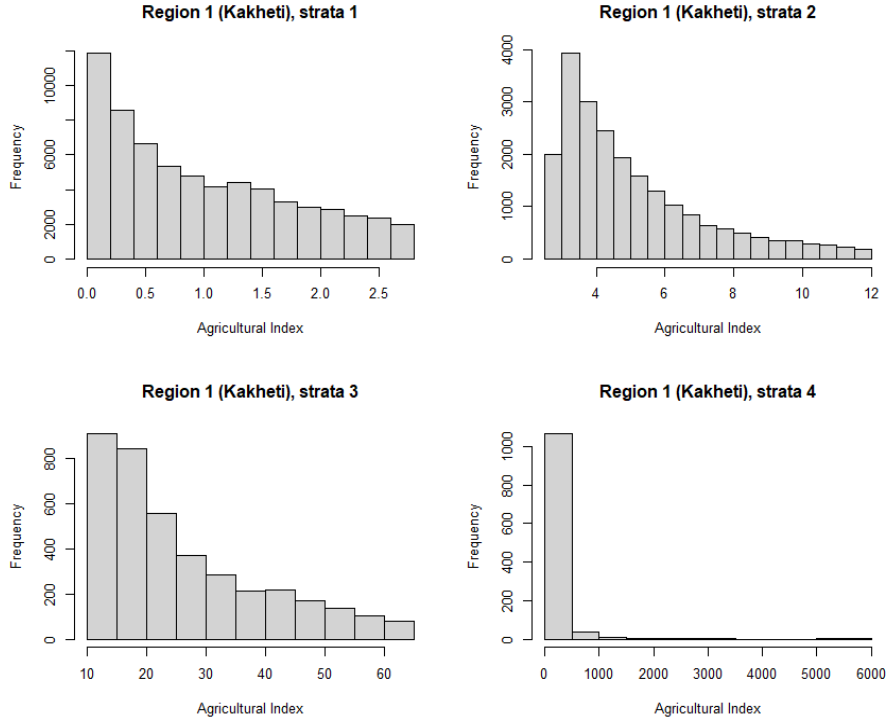 Region 1 (Kakheti), strata 1
Frequency
0 2000 6000 10000
0.0 0.5 1.0 1.5 2.0 2.5
Agricultural Index
Region 1 (Kakheti), strata 2
Frequency
0 1000 2000 3000 4000
4 6 8 10 12
Agricultural Index
Region 1 (Kakheti), strata 3
Frequency
0 200 400 600 800
10 20 30 40 50 60
Agricultural Index
Region 1 (Kakheti), strata 4
Frequency
0 200 400 600 800 1000
0 1000 2000 3000 4000 5000 6000
Agricultural Index